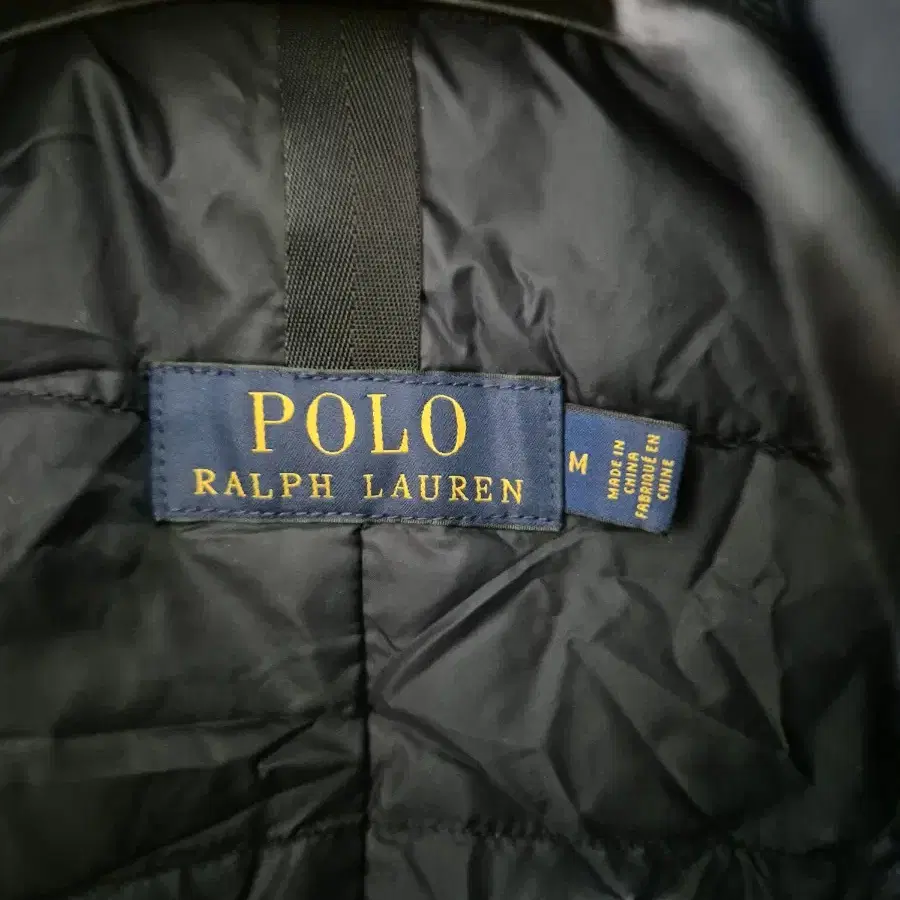 POLO
RALPH LAUREN
M
MADE IN
CHINA
FABRIQUÉ EN
CHINE